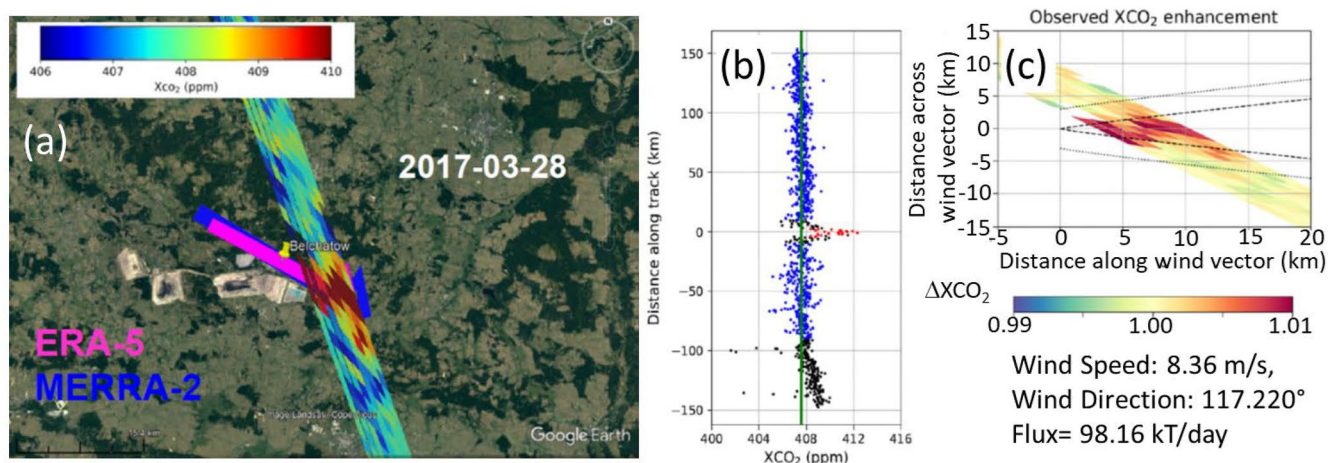 406 407 408 409 410
Xco₂ (ppm)
(a)
2017-03-28
Belchatow
ERA-5
MERRA-2
Google Earth
(b)
150
100
50
0
−50
−100
−150
400 404 408 412 416
XCO₂ (ppm)
Distance along track (km)
Observed XCO₂ enhancement
(c)
15
10
5
0
-5
-10
-15
-5 0 5 10 15 20
Distance across
wind vector (km)
Distance along wind vector (km)
ΔXCO₂
0.99 1.00 1.01
Wind Speed: 8.36 m/s,
Wind Direction: 117.220°
Flux= 98.16 kT/day